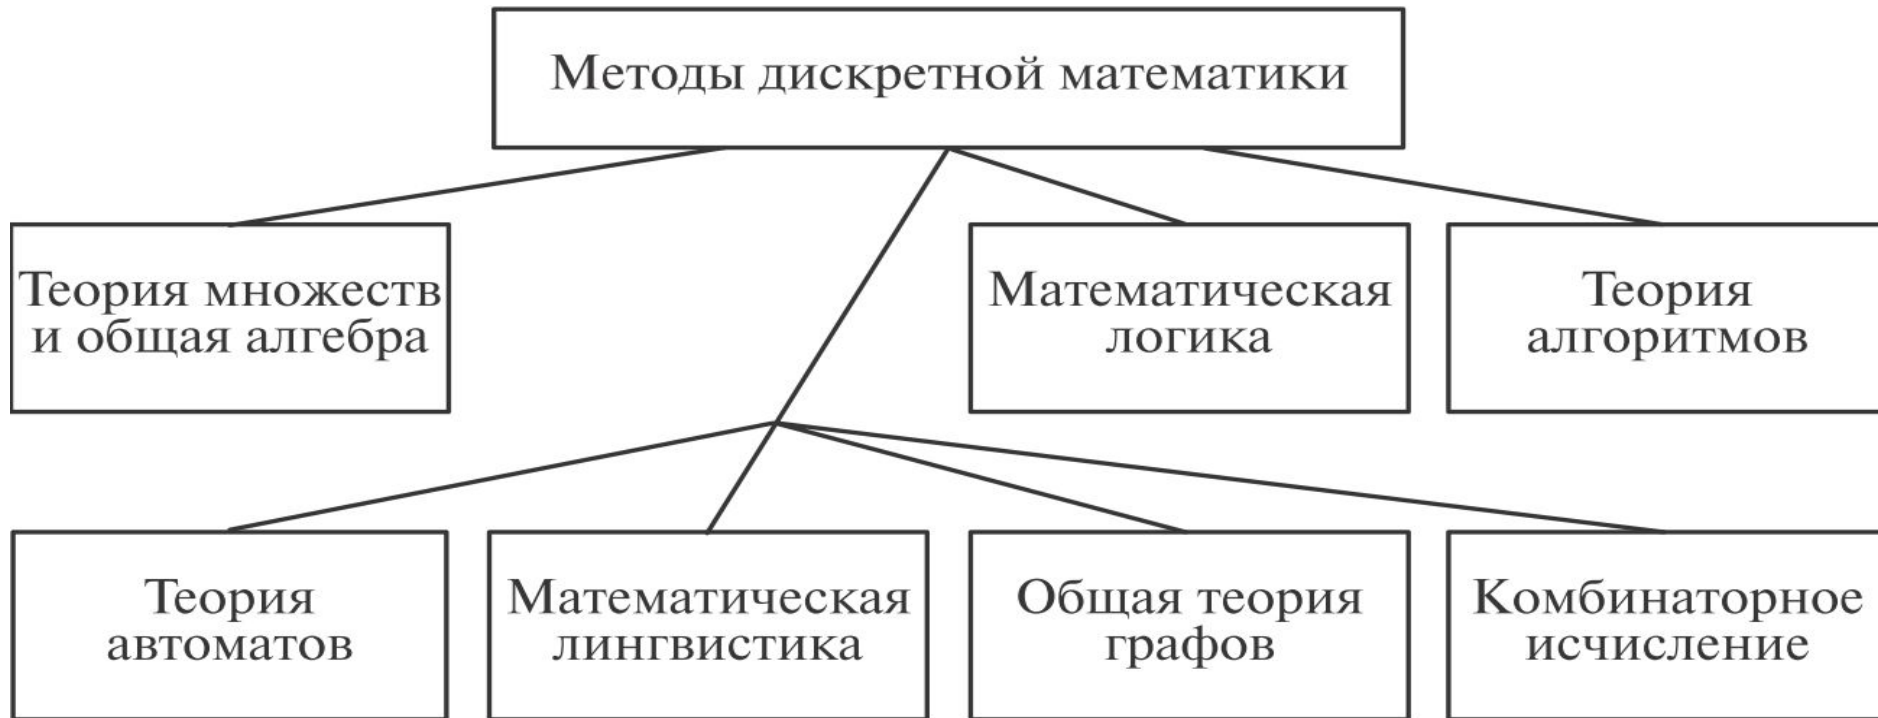 Методы дискретной математики
Теория множеств
и общая алгебра
Математическая
логика
Теория
алгоритмов
Теория
автоматов
Математическая
лингвистика
Общая теория
графов
Комбинаторное
исчисление